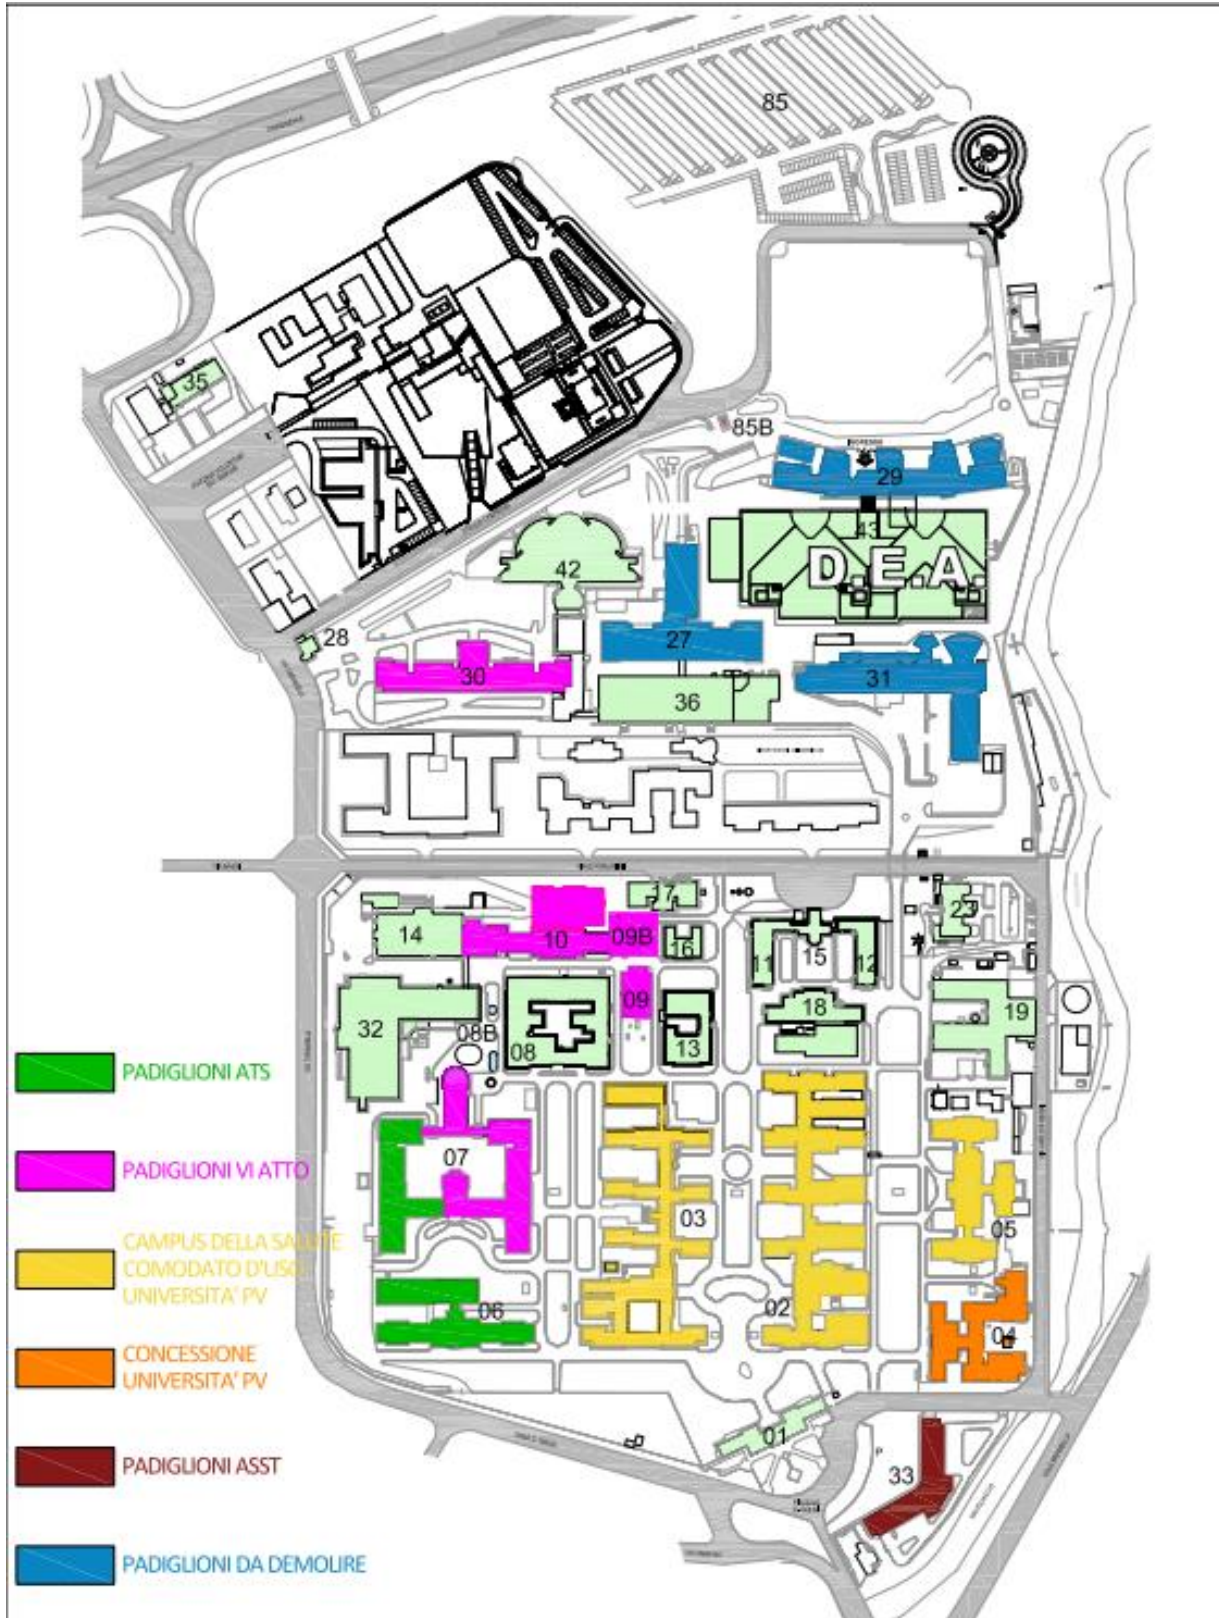 85
35
85B
29
43
D.E.A
42
28
27
30
31
36
17
23
14
10
09B
16
11
15
12
09
18
19
32
08B
08
13
PADIGLIONI ATS
07
PADIGLIONI VI ATTO
03
05
CAMPUS DELLA SALUTE
COMODATO D'USO
UNIVERSITA' PV
06
02
04
CONCESSIONE
UNIVERSITA' PV
01
PADIGLIONI ASST
P
33
PADIGLIONI DA DEMOLIRE